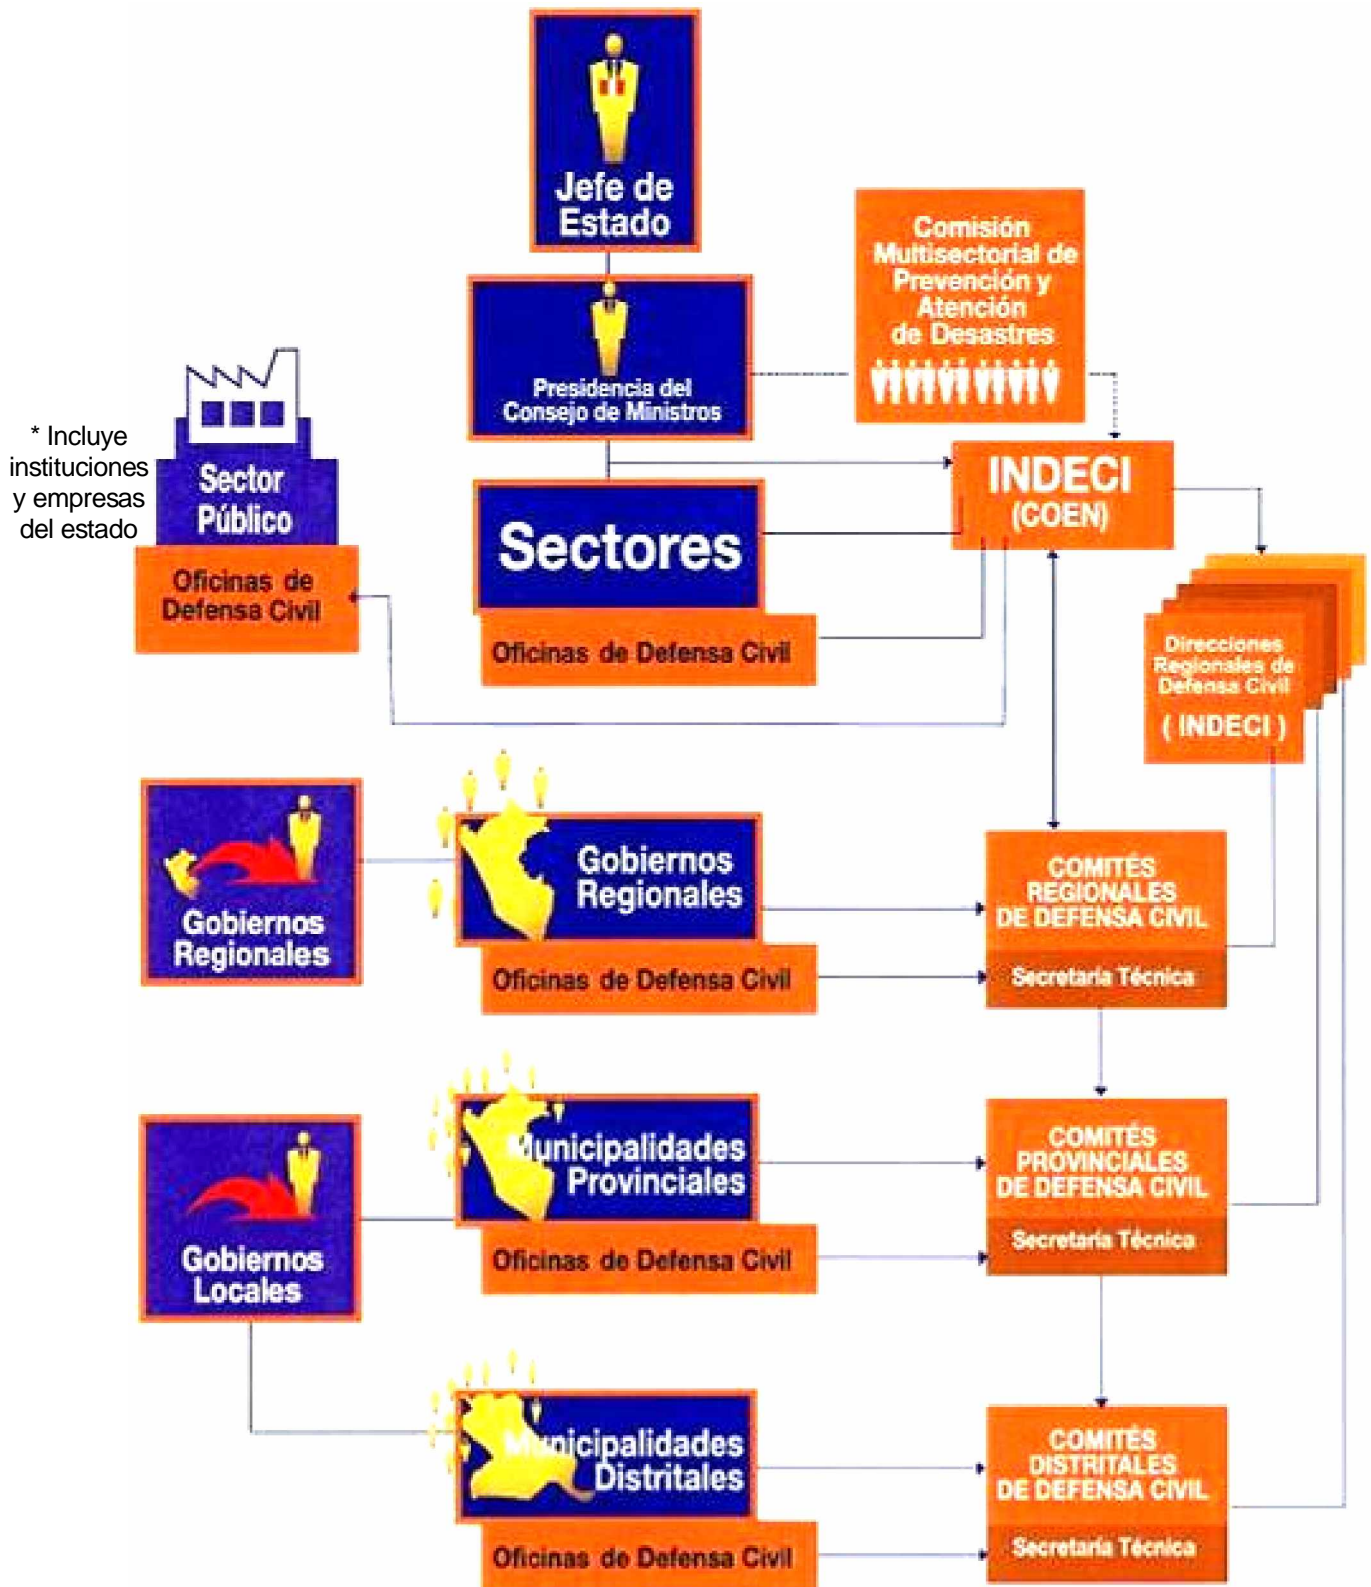 Jefe de
Estado
Comisión
Multisectorial de
Prevención y
Atención
de Desastres
Presidencia del
Consejo de Ministros
* Incluye
instituciones
y empresas
del estado
Sector
Público
Oficinas de
Defensa Civil
Sectores
Oficinas de Defensa Civil
INDECI
(COEN)
Direcciones
Regionales de
Defensa Civil
( INDECI )
Gobiernos
Regionales
Gobiernos
Regionales
Oficinas de Defensa Civil
COMITÉS
REGIONALES
DE DEFENSA CIVIL
Secretaría Técnica
Gobiernos
Locales
Municipalidades
Provinciales
Oficinas de Defensa Civil
COMITÉS
PROVINCIALES
DE DEFENSA CIVIL
Secretaría Técnica
Municipalidades
Distritales
Oficinas de Defensa Civil
COMITÉS
DISTRITALES
DE DEFENSA CIVIL
Secretaría Técnica